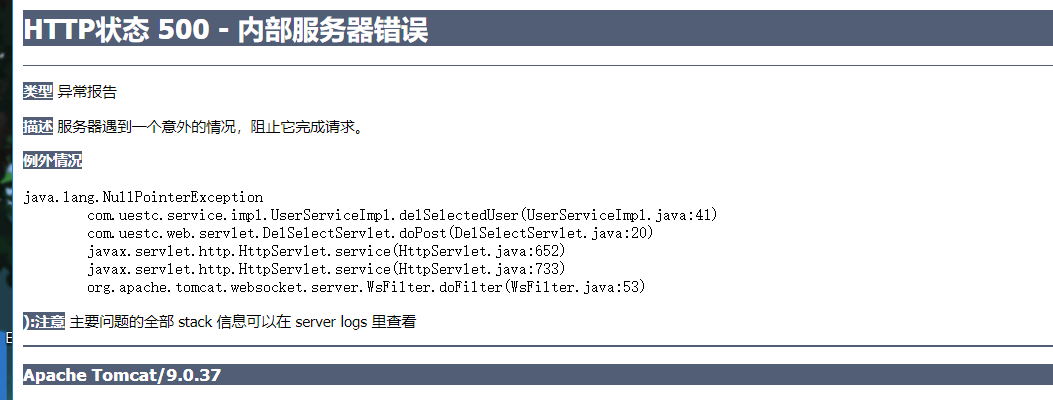 HTTP状态 500 - 内部服务器错误
类型 异常报告
描述 服务器遇到一个意外的情况，阻止它完成请求。
例外情况
java.lang.NullPointerException
com.uestc.service.impl.UserServiceImpl.delSelectedUser(UserServiceImpl.java:41)
com.uestc.web.servlet.DelSelectServlet.doPost(DelSelectServlet.java:20)
javax.servlet.http.HttpServlet.service(HttpServlet.java:652)
javax.servlet.http.HttpServlet.service(HttpServlet.java:733)
org.apache.tomcat.websocket.server.WsFilter.doFilter(WsFilter.java:53)
):注意 主要问题的全部 stack 信息可以在 server logs 里查看
Apache Tomcat/9.0.37